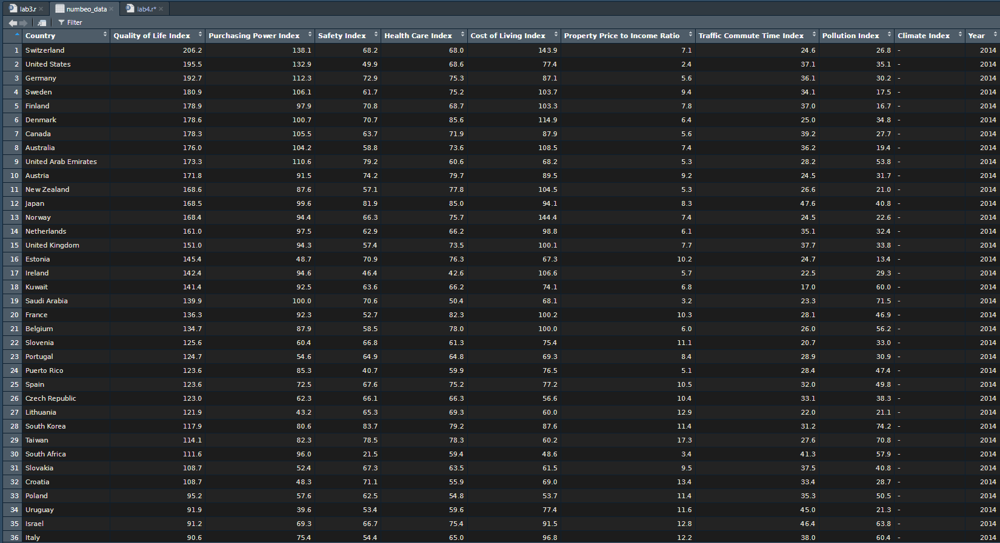 lab3.r × numbeo_data × lab4.r* ×
Filter
Country Quality of Life Index Purchasing Power Index Safety Index Health Care Index Cost of Living Index Property Price to Income Ratio Traffic Commute Time Index Pollution Index Climate Index Year
1 Switzerland 206.2 138.1 68.2 68.0 143.9 7.1 24.6 26.8 - 2014
2 United States 195.5 132.9 49.9 68.6 77.4 2.4 37.1 35.1 - 2014
3 Germany 192.7 112.3 72.9 75.3 87.1 5.6 36.1 30.2 - 2014
4 Sweden 180.9 106.1 61.7 75.2 103.7 9.4 34.1 17.5 - 2014
5 Finland 178.9 97.9 70.8 68.7 103.3 7.8 37.0 16.7 - 2014
6 Denmark 178.6 100.7 70.7 85.6 114.9 6.4 25.0 34.8 - 2014
7 Canada 178.3 105.5 63.7 71.9 87.9 5.6 39.2 27.7 - 2014
8 Australia 176.0 104.2 58.8 73.6 108.5 7.4 36.2 19.4 - 2014
9 United Arab Emirates 173.3 110.6 79.2 60.6 68.2 5.3 28.2 53.8 - 2014
10 Austria 171.8 91.5 74.2 79.7 89.5 9.2 24.5 31.7 - 2014
11 New Zealand 168.6 87.6 57.1 77.8 104.5 5.3 26.6 21.0 - 2014
12 Japan 168.5 99.6 81.9 85.0 94.1 8.3 47.6 40.8 - 2014
13 Norway 168.4 94.4 66.3 75.7 144.4 7.4 24.5 22.6 - 2014
14 Netherlands 161.0 97.5 62.9 66.2 98.8 6.1 35.1 32.4 - 2014
15 United Kingdom 151.0 94.3 57.4 73.5 100.1 7.7 37.7 33.8 - 2014
16 Estonia 145.4 48.7 70.9 76.3 67.3 10.2 24.7 13.4 - 2014
17 Ireland 142.4 94.6 46.4 42.6 106.6 5.7 22.5 29.3 - 2014
18 Kuwait 141.4 92.5 63.6 66.2 74.1 6.8 17.0 60.0 - 2014
19 Saudi Arabia 139.9 100.0 70.6 50.4 68.1 3.2 23.3 71.5 - 2014
20 France 136.3 92.3 52.7 82.3 100.2 10.3 28.1 46.9 - 2014
21 Belgium 134.7 87.9 58.5 78.0 100.0 6.0 26.0 56.2 - 2014
22 Slovenia 125.6 60.4 66.8 61.3 75.4 11.1 20.7 33.0 - 2014
23 Portugal 124.7 54.6 64.9 64.8 69.3 8.4 28.9 30.9 - 2014
24 Puerto Rico 123.6 85.3 40.7 59.9 76.5 5.1 28.4 47.4 - 2014
25 Spain 123.6 72.5 67.6 75.2 77.2 10.5 32.0 49.8 - 2014
26 Czech Republic 123.0 62.3 66.1 66.3 56.6 10.4 33.1 38.3 - 2014
27 Lithuania 121.9 43.2 65.3 69.3 60.0 12.9 22.0 21.1 - 2014
28 South Korea 117.9 80.6 83.7 79.2 87.6 11.4 31.2 74.2 - 2014
29 Taiwan 114.1 82.3 78.5 78.3 60.2 17.3 27.6 70.8 - 2014
30 South Africa 111.6 96.0 21.5 59.4 48.6 3.4 41.3 57.9 - 2014
31 Slovakia 108.7 52.4 67.3 63.5 61.5 9.5 37.5 40.8 - 2014
32 Croatia 108.7 48.3 71.1 55.9 69.0 13.4 33.4 28.7 - 2014
33 Poland 95.2 57.6 62.5 54.8 53.7 11.4 35.3 50.5 - 2014
34 Uruguay 91.9 39.6 53.4 59.6 77.4 11.6 45.0 21.3 - 2014
35 Israel 91.2 69.3 66.7 75.4 91.5 12.8 46.4 63.8 - 2014
36 Italy 90.6 75.4 54.4 65.0 96.8 12.2 38.0 60.4 - 2014